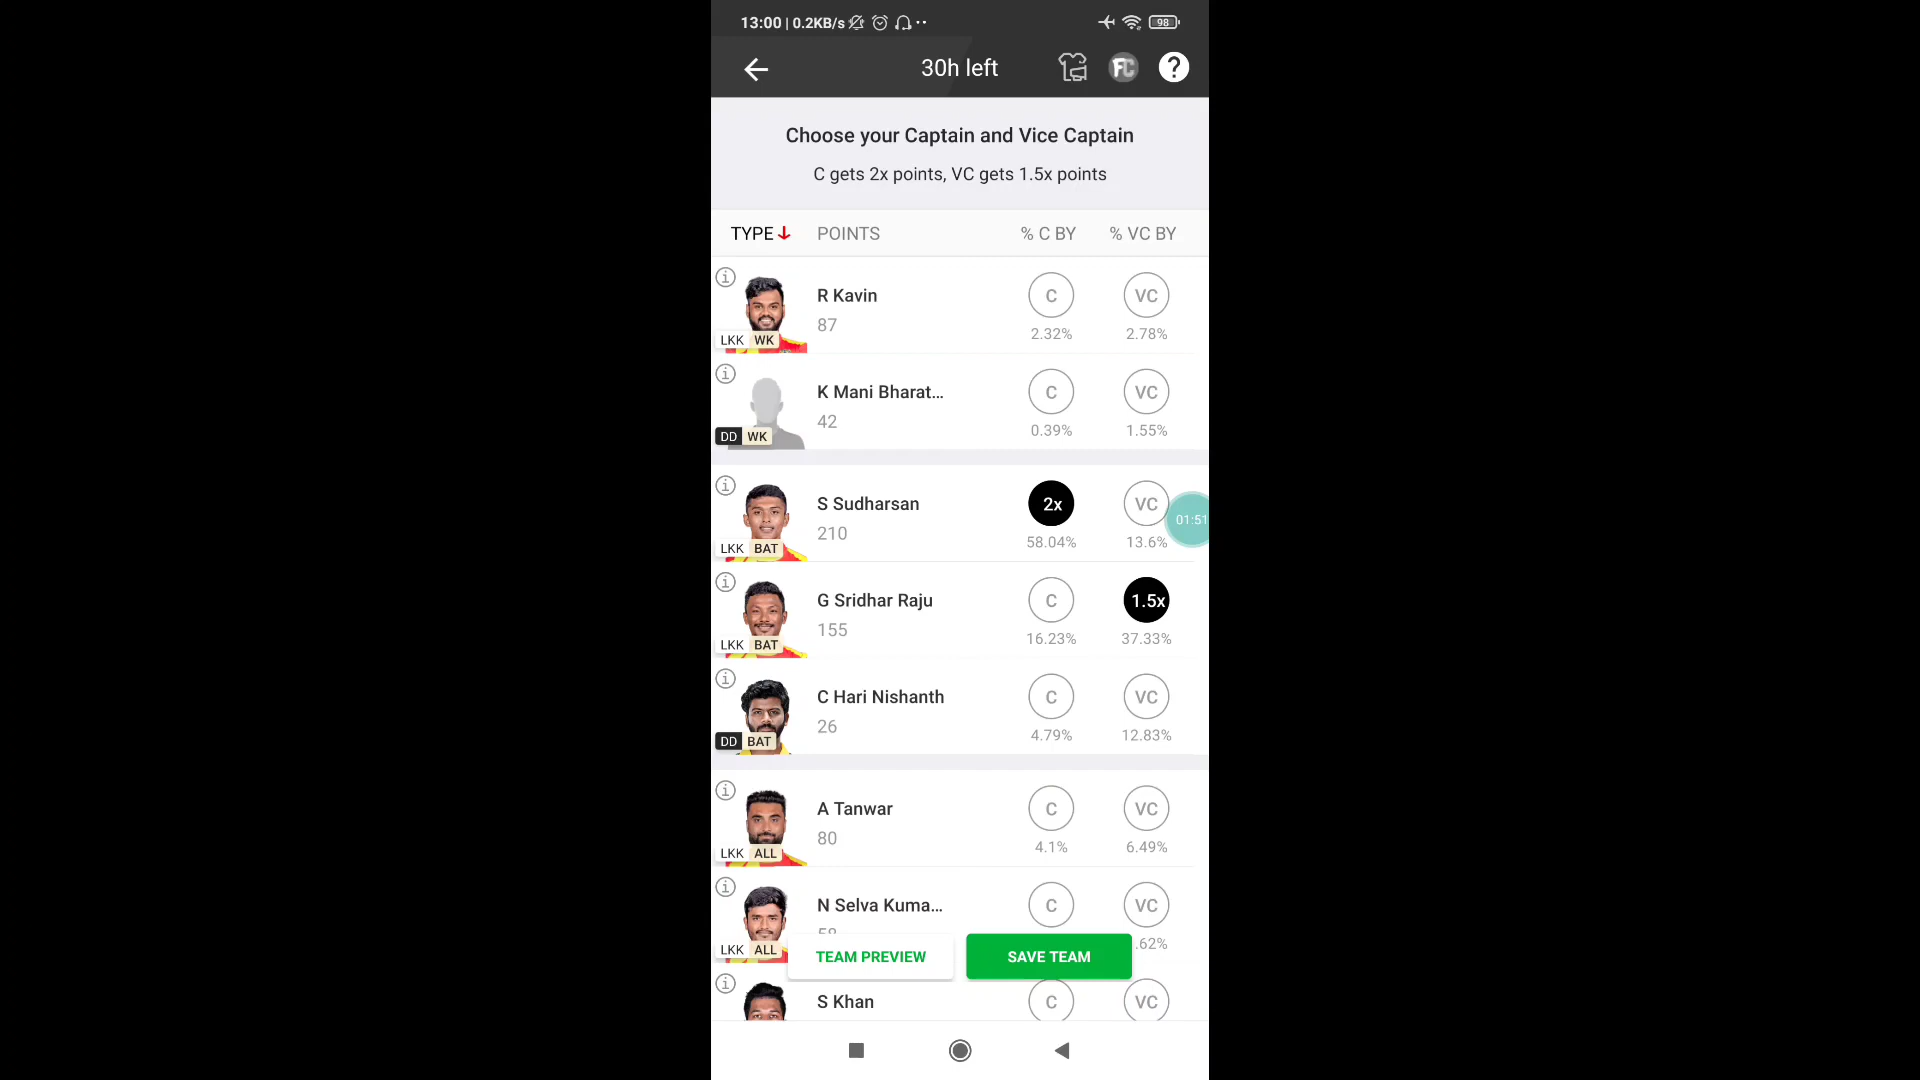 13:00 | 0.2KB/s
98
30h left
FC
?
Choose your Captain and Vice Captain
C gets 2x points, VC gets 1.5x points
TYPE POINTS % C BY % VC BY
R Kavin C VC
87 2.32% 2.78%
LKK WK
K Mani Bharat... C VC
42 0.39% 1.55%
DD WK
S Sudharsan 2x VC 01:51
210 58.04% 13.6%
LKK BAT
G Sridhar Raju C 1.5x
155 16.23% 37.33%
LKK BAT
C Hari Nishanth C VC
26 4.79% 12.83%
DD BAT
A Tanwar C VC
80 4.1% 6.49%
LKK ALL
N Selva Kuma... C VC
.62%
LKK ALL
TEAM PREVIEW SAVE TEAM
S Khan C VC